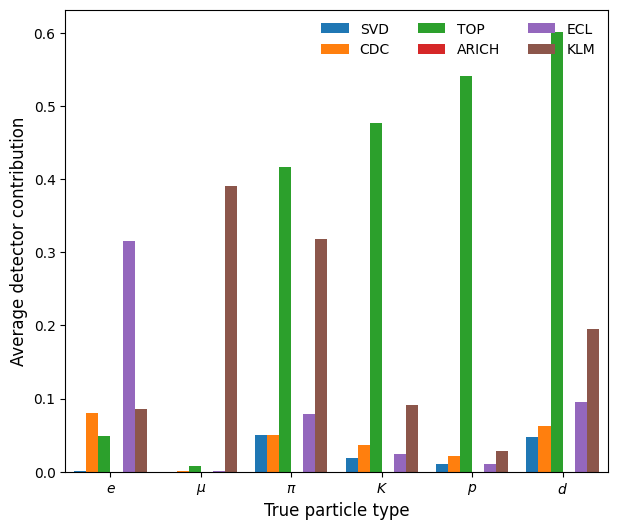 SVD TOP ECL
CDC ARICH KLM
0.6
0.5
0.4
0.3
0.2
0.1
0.0
Average detector contribution
e μ π K p d
True particle type